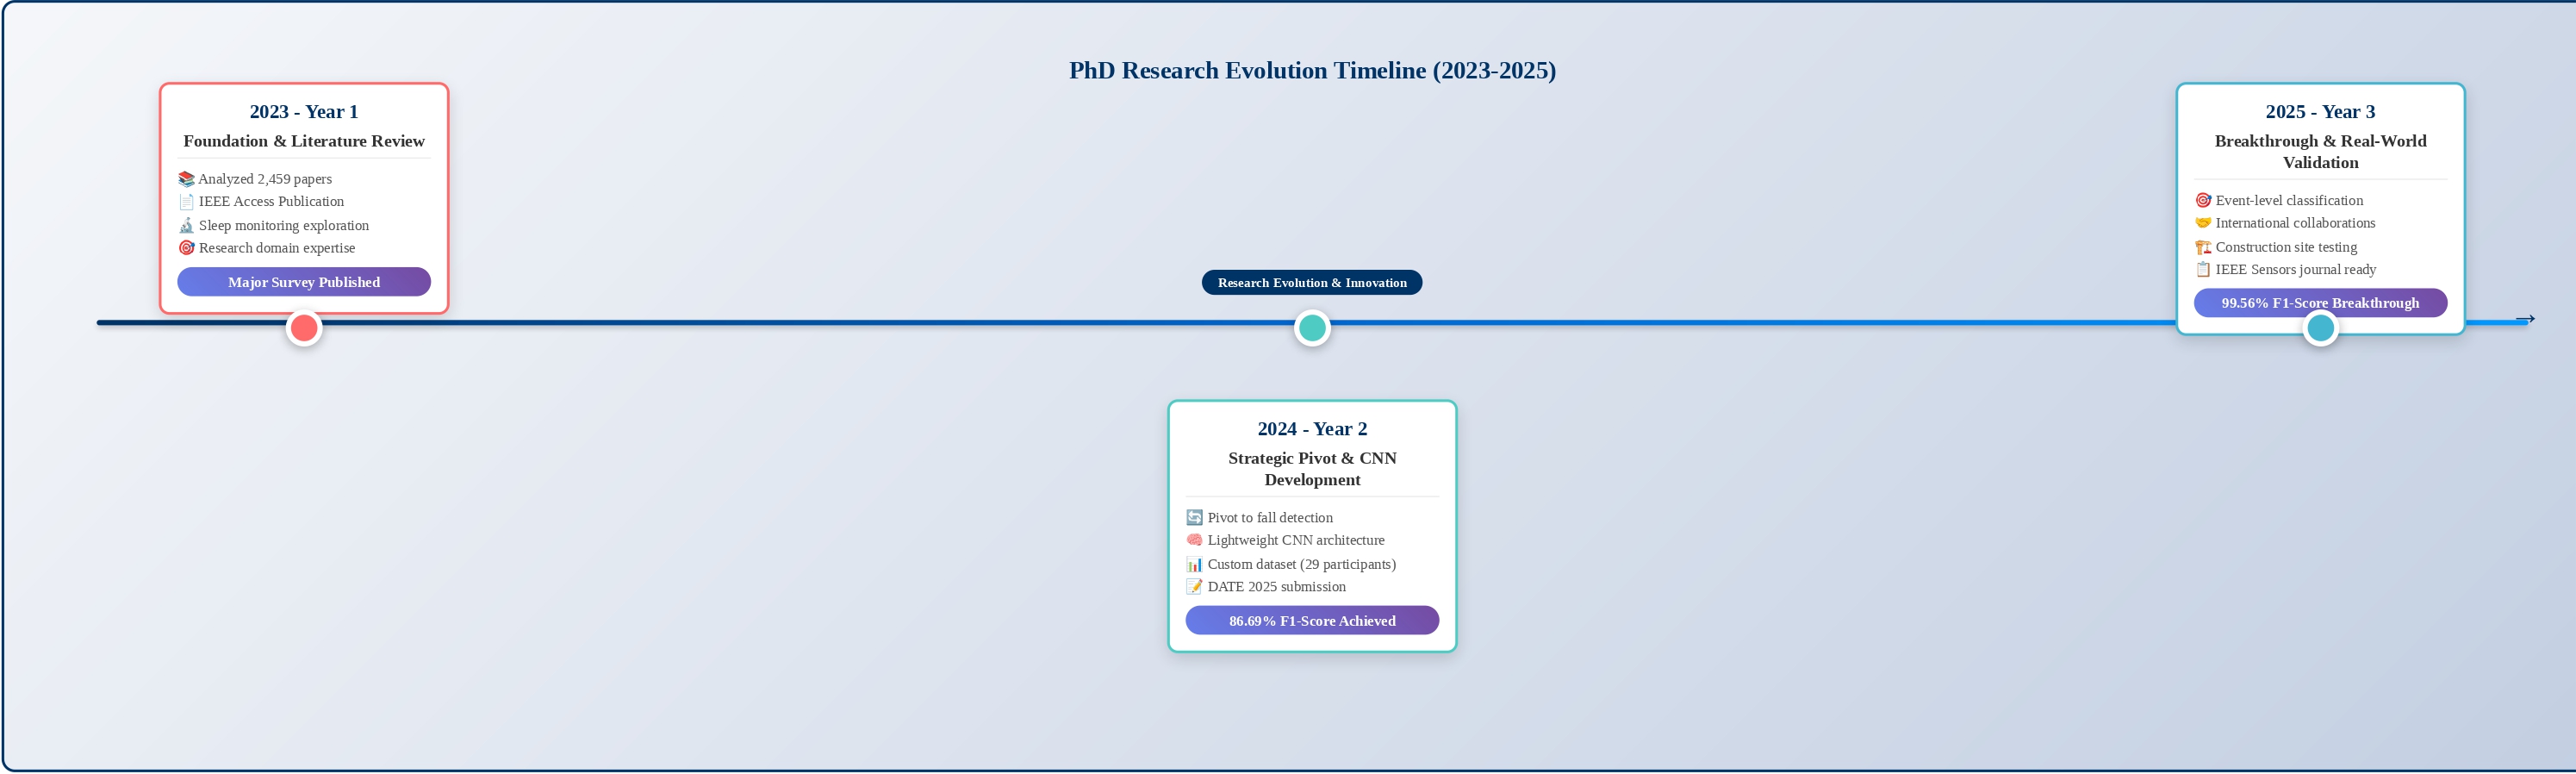 PhD Research Evolution Timeline (2023-2025)
2023 - Year 1
Foundation & Literature Review
📚 Analyzed 2,459 papers
📄 IEEE Access Publication
🔬 Sleep monitoring exploration
🎯 Research domain expertise
Major Survey Published
Research Evolution & Innovation
2024 - Year 2
Strategic Pivot & CNN
Development
🔄 Pivot to fall detection
🧠 Lightweight CNN architecture
📊 Custom dataset (29 participants)
📝 DATE 2025 submission
86.69% F1-Score Achieved
2025 - Year 3
Breakthrough & Real-World
Validation
🎯 Event-level classification
🤝 International collaborations
🏗️ Construction site testing
📋 IEEE Sensors journal ready
99.56% F1-Score Breakthrough
→